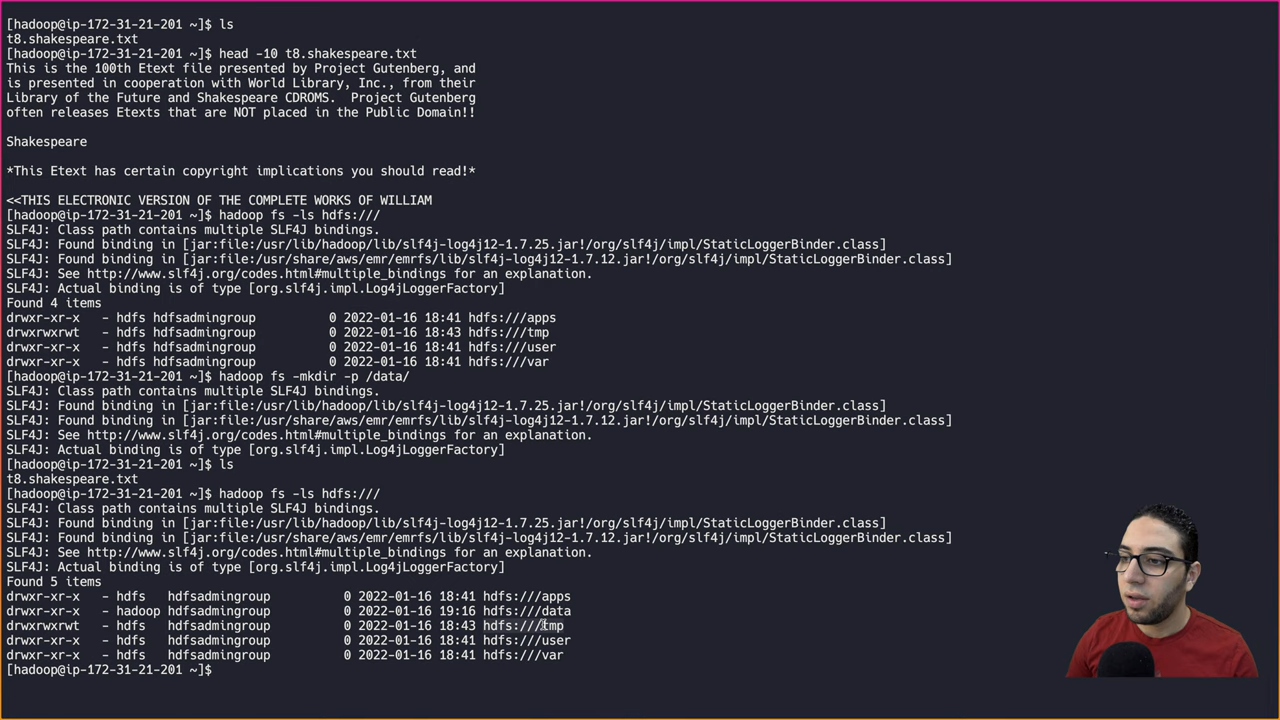 [hadoop@ip-172-31-21-201 ~]$ ls
t8.shakespeare.txt
[hadoop@ip-172-31-21-201 ~]$ head -10 t8.shakespeare.txt
This is the 100th Etext file presented by Project Gutenberg, and
is presented in cooperation with World Library, Inc., from their
Library of the Future and Shakespeare CDROMS.  Project Gutenberg
often releases Etexts that are NOT placed in the Public Domain!!
Shakespeare
*This Etext has certain copyright implications you should read!*
<<THIS ELECTRONIC VERSION OF THE COMPLETE WORKS OF WILLIAM
[hadoop@ip-172-31-21-201 ~]$ hadoop fs -ls hdfs:///
SLF4J: Class path contains multiple SLF4J bindings.
SLF4J: Found binding in [jar:file:/usr/lib/hadoop/lib/slf4j-log4j12-1.7.25.jar!/org/slf4j/impl/StaticLoggerBinder.class]
SLF4J: Found binding in [jar:file:/usr/share/aws/emr/emrfs/lib/slf4j-log4j12-1.7.12.jar!/org/slf4j/impl/StaticLoggerBinder.class]
SLF4J: See http://www.slf4j.org/codes.html#multiple_bindings for an explanation.
SLF4J: Actual binding is of type [org.slf4j.impl.Log4jLoggerFactory]
Found 4 items
drwxr-xr-x   - hdfs hdfsadmingroup          0 2022-01-16 18:41 hdfs:///apps
drwxrwxrwt   - hdfs hdfsadmingroup          0 2022-01-16 18:43 hdfs:///tmp
drwxr-xr-x   - hdfs hdfsadmingroup          0 2022-01-16 18:41 hdfs:///user
drwxr-xr-x   - hdfs hdfsadmingroup          0 2022-01-16 18:41 hdfs:///var
[hadoop@ip-172-31-21-201 ~]$ hadoop fs -mkdir -p /data/
SLF4J: Class path contains multiple SLF4J bindings.
SLF4J: Found binding in [jar:file:/usr/lib/hadoop/lib/slf4j-log4j12-1.7.25.jar!/org/slf4j/impl/StaticLoggerBinder.class]
SLF4J: Found binding in [jar:file:/usr/share/aws/emr/emrfs/lib/slf4j-log4j12-1.7.12.jar!/org/slf4j/impl/StaticLoggerBinder.class]
SLF4J: See http://www.slf4j.org/codes.html#multiple_bindings for an explanation.
SLF4J: Actual binding is of type [org.slf4j.impl.Log4jLoggerFactory]
[hadoop@ip-172-31-21-201 ~]$ ls
t8.shakespeare.txt
[hadoop@ip-172-31-21-201 ~]$ hadoop fs -ls hdfs:///
SLF4J: Class path contains multiple SLF4J bindings.
SLF4J: Found binding in [jar:file:/usr/lib/hadoop/lib/slf4j-log4j12-1.7.25.jar!/org/slf4j/impl/StaticLoggerBinder.class]
SLF4J: Found binding in [jar:file:/usr/share/aws/emr/emrfs/lib/slf4j-log4j12-1.7.12.jar!/org/slf4j/impl/StaticLoggerBinder.class]
SLF4J: See http://www.slf4j.org/codes.html#multiple_bindings for an explanation.
SLF4J: Actual binding is of type [org.slf4j.impl.Log4jLoggerFactory]
Found 5 items
drwxr-xr-x   - hdfs   hdfsadmingroup          0 2022-01-16 18:41 hdfs:///apps
drwxr-xr-x   - hadoop hdfsadmingroup          0 2022-01-16 19:16 hdfs:///data
drwxrwxrwt   - hdfs   hdfsadmingroup          0 2022-01-16 18:43 hdfs:///tmp
drwxr-xr-x   - hdfs   hdfsadmingroup          0 2022-01-16 18:41 hdfs:///user
drwxr-xr-x   - hdfs   hdfsadmingroup          0 2022-01-16 18:41 hdfs:///var
[hadoop@ip-172-31-21-201 ~]$